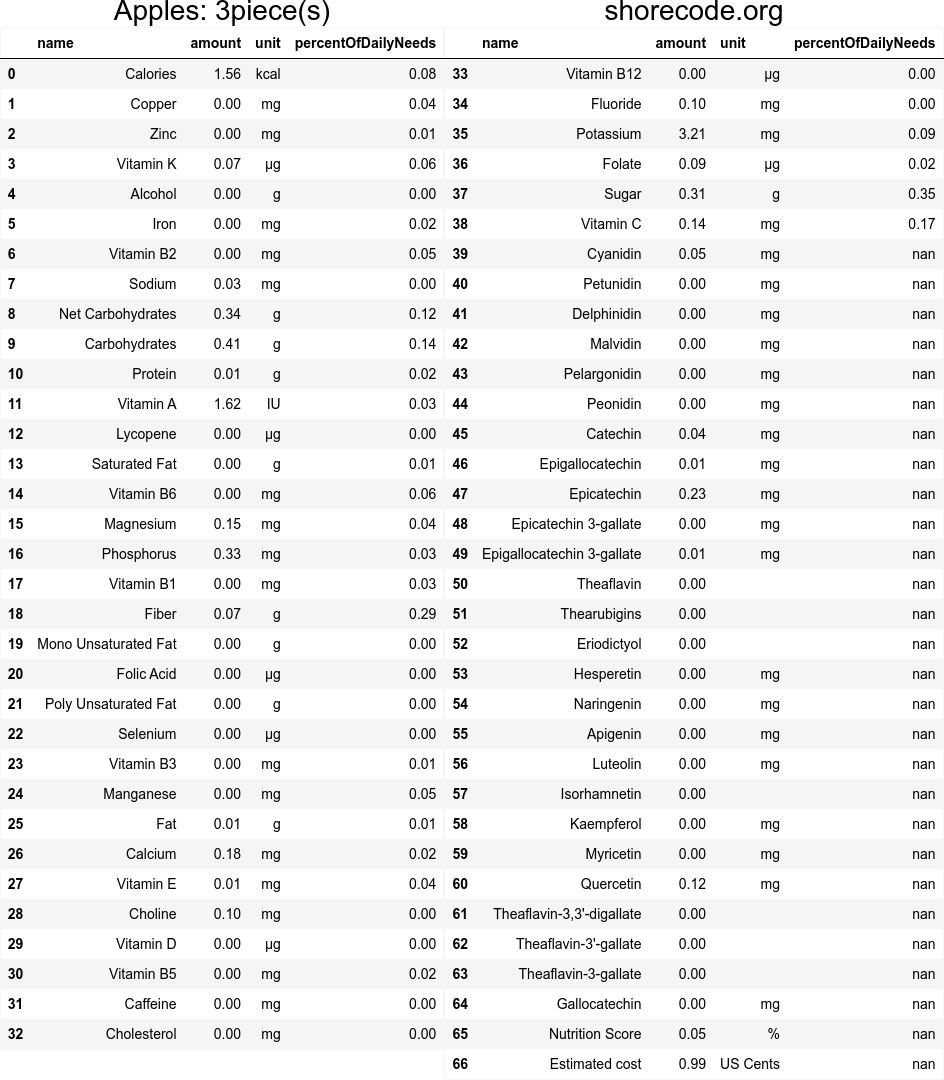 Apples: 3piece(s)
shorecode.org
name amount unit percentOfDailyNeeds
0 Calories 1.56 kcal 0.08
1 Copper 0.00 mg 0.04
2 Zinc 0.00 mg 0.01
3 Vitamin K 0.07 µg 0.06
4 Alcohol 0.00 g 0.00
5 Iron 0.00 mg 0.02
6 Vitamin B2 0.00 mg 0.05
7 Sodium 0.03 mg 0.00
8 Net Carbohydrates 0.34 g 0.12
9 Carbohydrates 0.41 g 0.14
10 Protein 0.01 g 0.02
11 Vitamin A 1.62 IU 0.03
12 Lycopene 0.00 µg 0.00
13 Saturated Fat 0.00 g 0.01
14 Vitamin B6 0.00 mg 0.06
15 Magnesium 0.15 mg 0.04
16 Phosphorus 0.33 mg 0.03
17 Vitamin B1 0.00 mg 0.03
18 Fiber 0.07 g 0.29
19 Mono Unsaturated Fat 0.00 g 0.00
20 Folic Acid 0.00 µg 0.00
21 Poly Unsaturated Fat 0.00 g 0.00
22 Selenium 0.00 µg 0.00
23 Vitamin B3 0.00 mg 0.01
24 Manganese 0.00 mg 0.05
25 Fat 0.01 g 0.01
26 Calcium 0.18 mg 0.02
27 Vitamin E 0.01 mg 0.04
28 Choline 0.10 mg 0.00
29 Vitamin D 0.00 µg 0.00
30 Vitamin B5 0.00 mg 0.02
31 Caffeine 0.00 mg 0.00
32 Cholesterol 0.00 mg 0.00
name amount unit percentOfDailyNeeds
33 Vitamin B12 0.00 µg 0.00
34 Fluoride 0.10 mg 0.00
35 Potassium 3.21 mg 0.09
36 Folate 0.09 µg 0.02
37 Sugar 0.31 g 0.35
38 Vitamin C 0.14 mg 0.17
39 Cyanidin 0.05 mg nan
40 Petunidin 0.00 mg nan
41 Delphinidin 0.00 mg nan
42 Malvidin 0.00 mg nan
43 Pelargonidin 0.00 mg nan
44 Peonidin 0.00 mg nan
45 Catechin 0.04 mg nan
46 Epigallocatechin 0.01 mg nan
47 Epicatechin 0.23 mg nan
48 Epicatechin 3-gallate 0.00 mg nan
49 Epigallocatechin 3-gallate 0.01 mg nan
50 Theaflavin 0.00 nan
51 Thearubigins 0.00 nan
52 Eriodictyol 0.00 nan
53 Hesperetin 0.00 mg nan
54 Naringenin 0.00 mg nan
55 Apigenin 0.00 mg nan
56 Luteolin 0.00 mg nan
57 Isorhamnetin 0.00 nan
58 Kaempferol 0.00 mg nan
59 Myricetin 0.00 mg nan
60 Quercetin 0.12 mg nan
61 Theaflavin-3,3'-digallate 0.00 nan
62 Theaflavin-3'-gallate 0.00 nan
63 Theaflavin-3-gallate 0.00 nan
64 Gallocatechin 0.00 mg nan
65 Nutrition Score 0.05 % nan
66 Estimated cost 0.99 US Cents nan